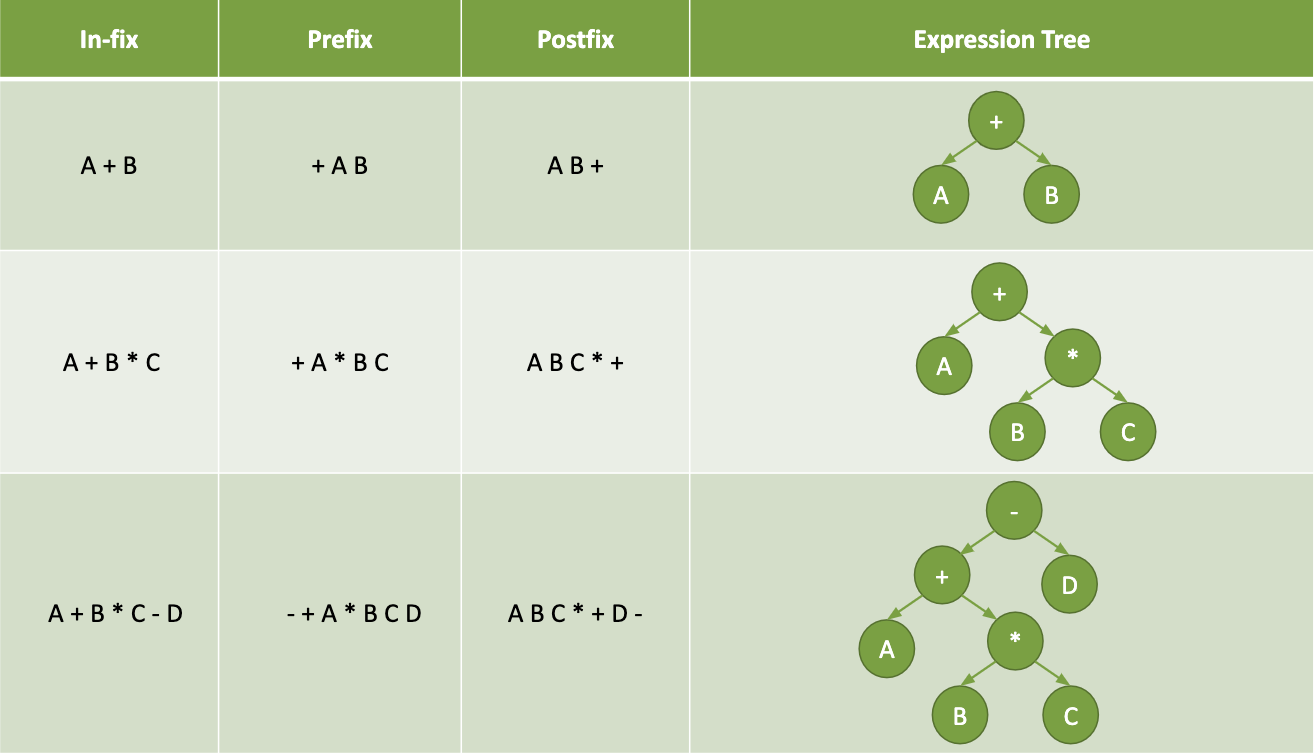 In-fix Prefix Postfix Expression Tree
A + B + A B A B +
+
A B
A + B * C + A * B C A B C * +
+
A *
B C
A + B * C - D - + A * B C D A B C * + D -
-
+ D
A *
B C